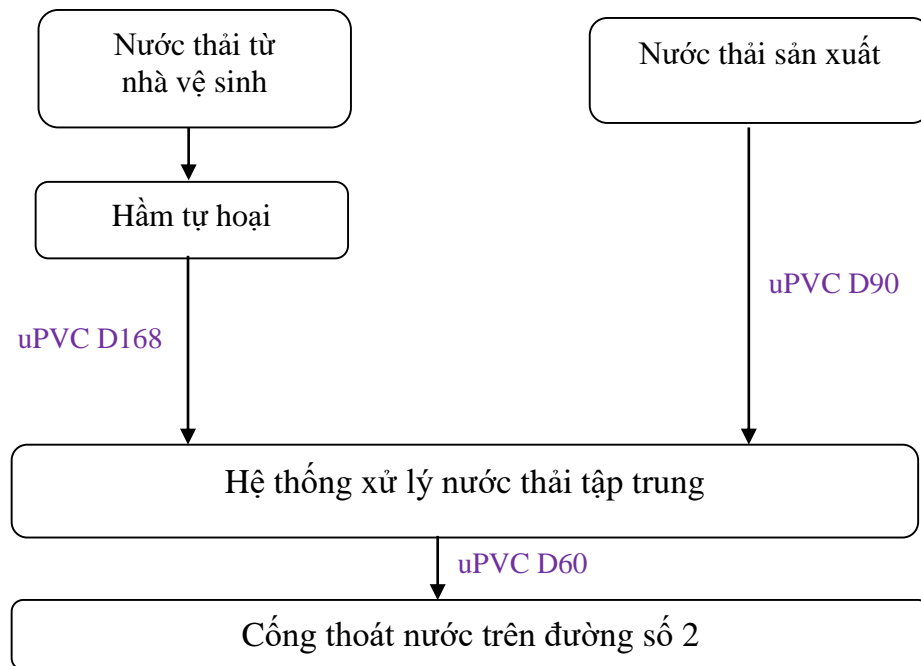 Nước thải từ
nhà vệ sinh
Nước thải sản xuất
Hầm tự hoại
uPVC D168
uPVC D90
Hệ thống xử lý nước thải tập trung
uPVC D60
Cống thoát nước trên đường số 2